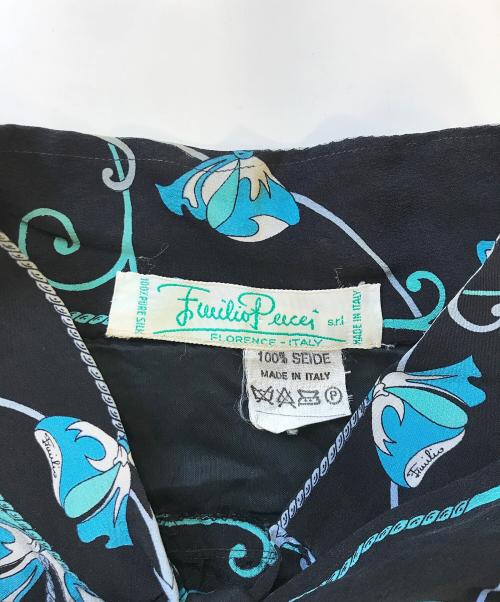 100% PURE SILK
Emilio Pucci s.r.l
FLORENCE - ITALY
MADE IN ITALY
100% SEIDE
MADE IN ITALY
P
Emilio
Emilio